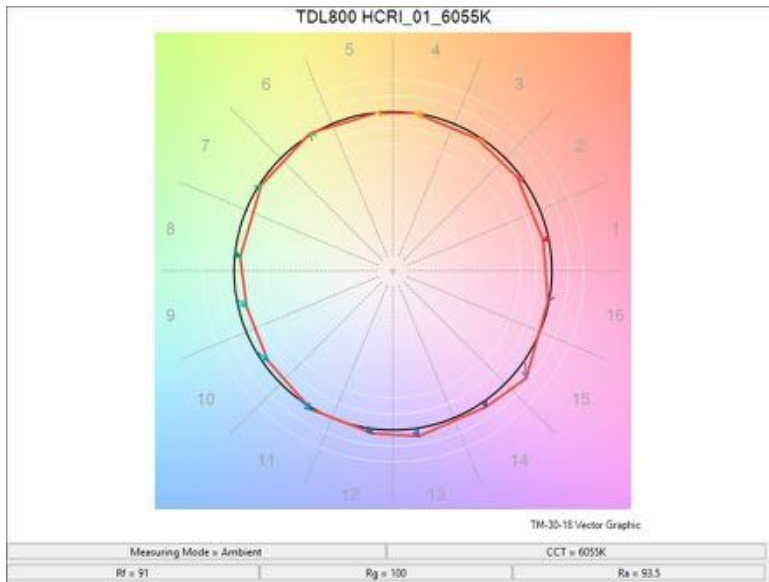 TDL800 HCRI_01_6055K
5 4
6 3
7 2
8 1
9 16
10 15
11 14
12 13
TM-30-18 Vector Graphic
Measuring Mode = Ambient CCT = 6055K
Rf = 91 Rg = 100 Ra = 93.5